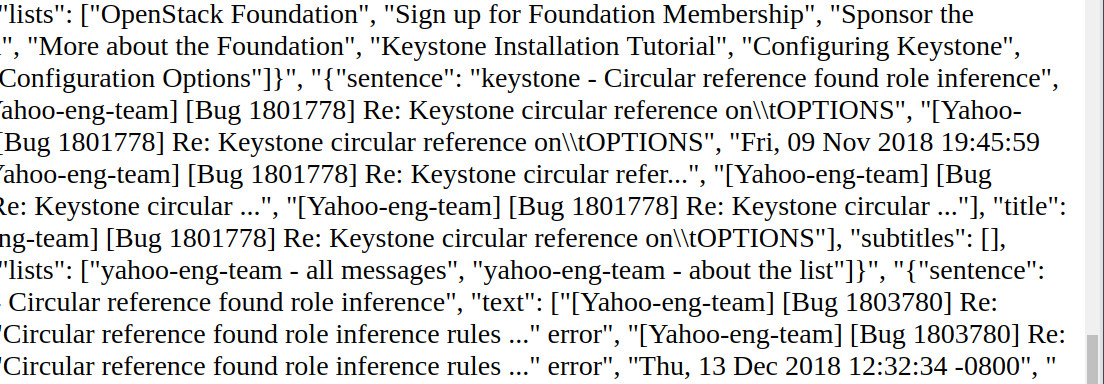 "lists": ["OpenStack Foundation", "Sign up for Foundation Membership", "Sponsor the
", "More about the Foundation", "Keystone Installation Tutorial", "Configuring Keystone",
Configuration Options"]}", "{"sentence": "keystone - Circular reference found role inference",
ahoo-eng-team] [Bug 1801778] Re: Keystone circular reference on\\tOPTIONS", "[Yahoo-
[Bug 1801778] Re: Keystone circular reference on\\tOPTIONS", "Fri, 09 Nov 2018 19:45:59
Yahoo-eng-team] [Bug 1801778] Re: Keystone circular refer...", "[Yahoo-eng-team] [Bug
Re: Keystone circular ...", "[Yahoo-eng-team] [Bug 1801778] Re: Keystone circular ..."], "title":
ng-team] [Bug 1801778] Re: Keystone circular reference on\\tOPTIONS"], "subtitles": [],
"lists": ["yahoo-eng-team - all messages", "yahoo-eng-team - about the list"]}", "{"sentence":
- Circular reference found role inference", "text": ["[Yahoo-eng-team] [Bug 1803780] Re:
"Circular reference found role inference rules ..." error", "[Yahoo-eng-team] [Bug 1803780] Re:
"Circular reference found role inference rules ..." error", "Thu, 13 Dec 2018 12:32:34 -0800", "